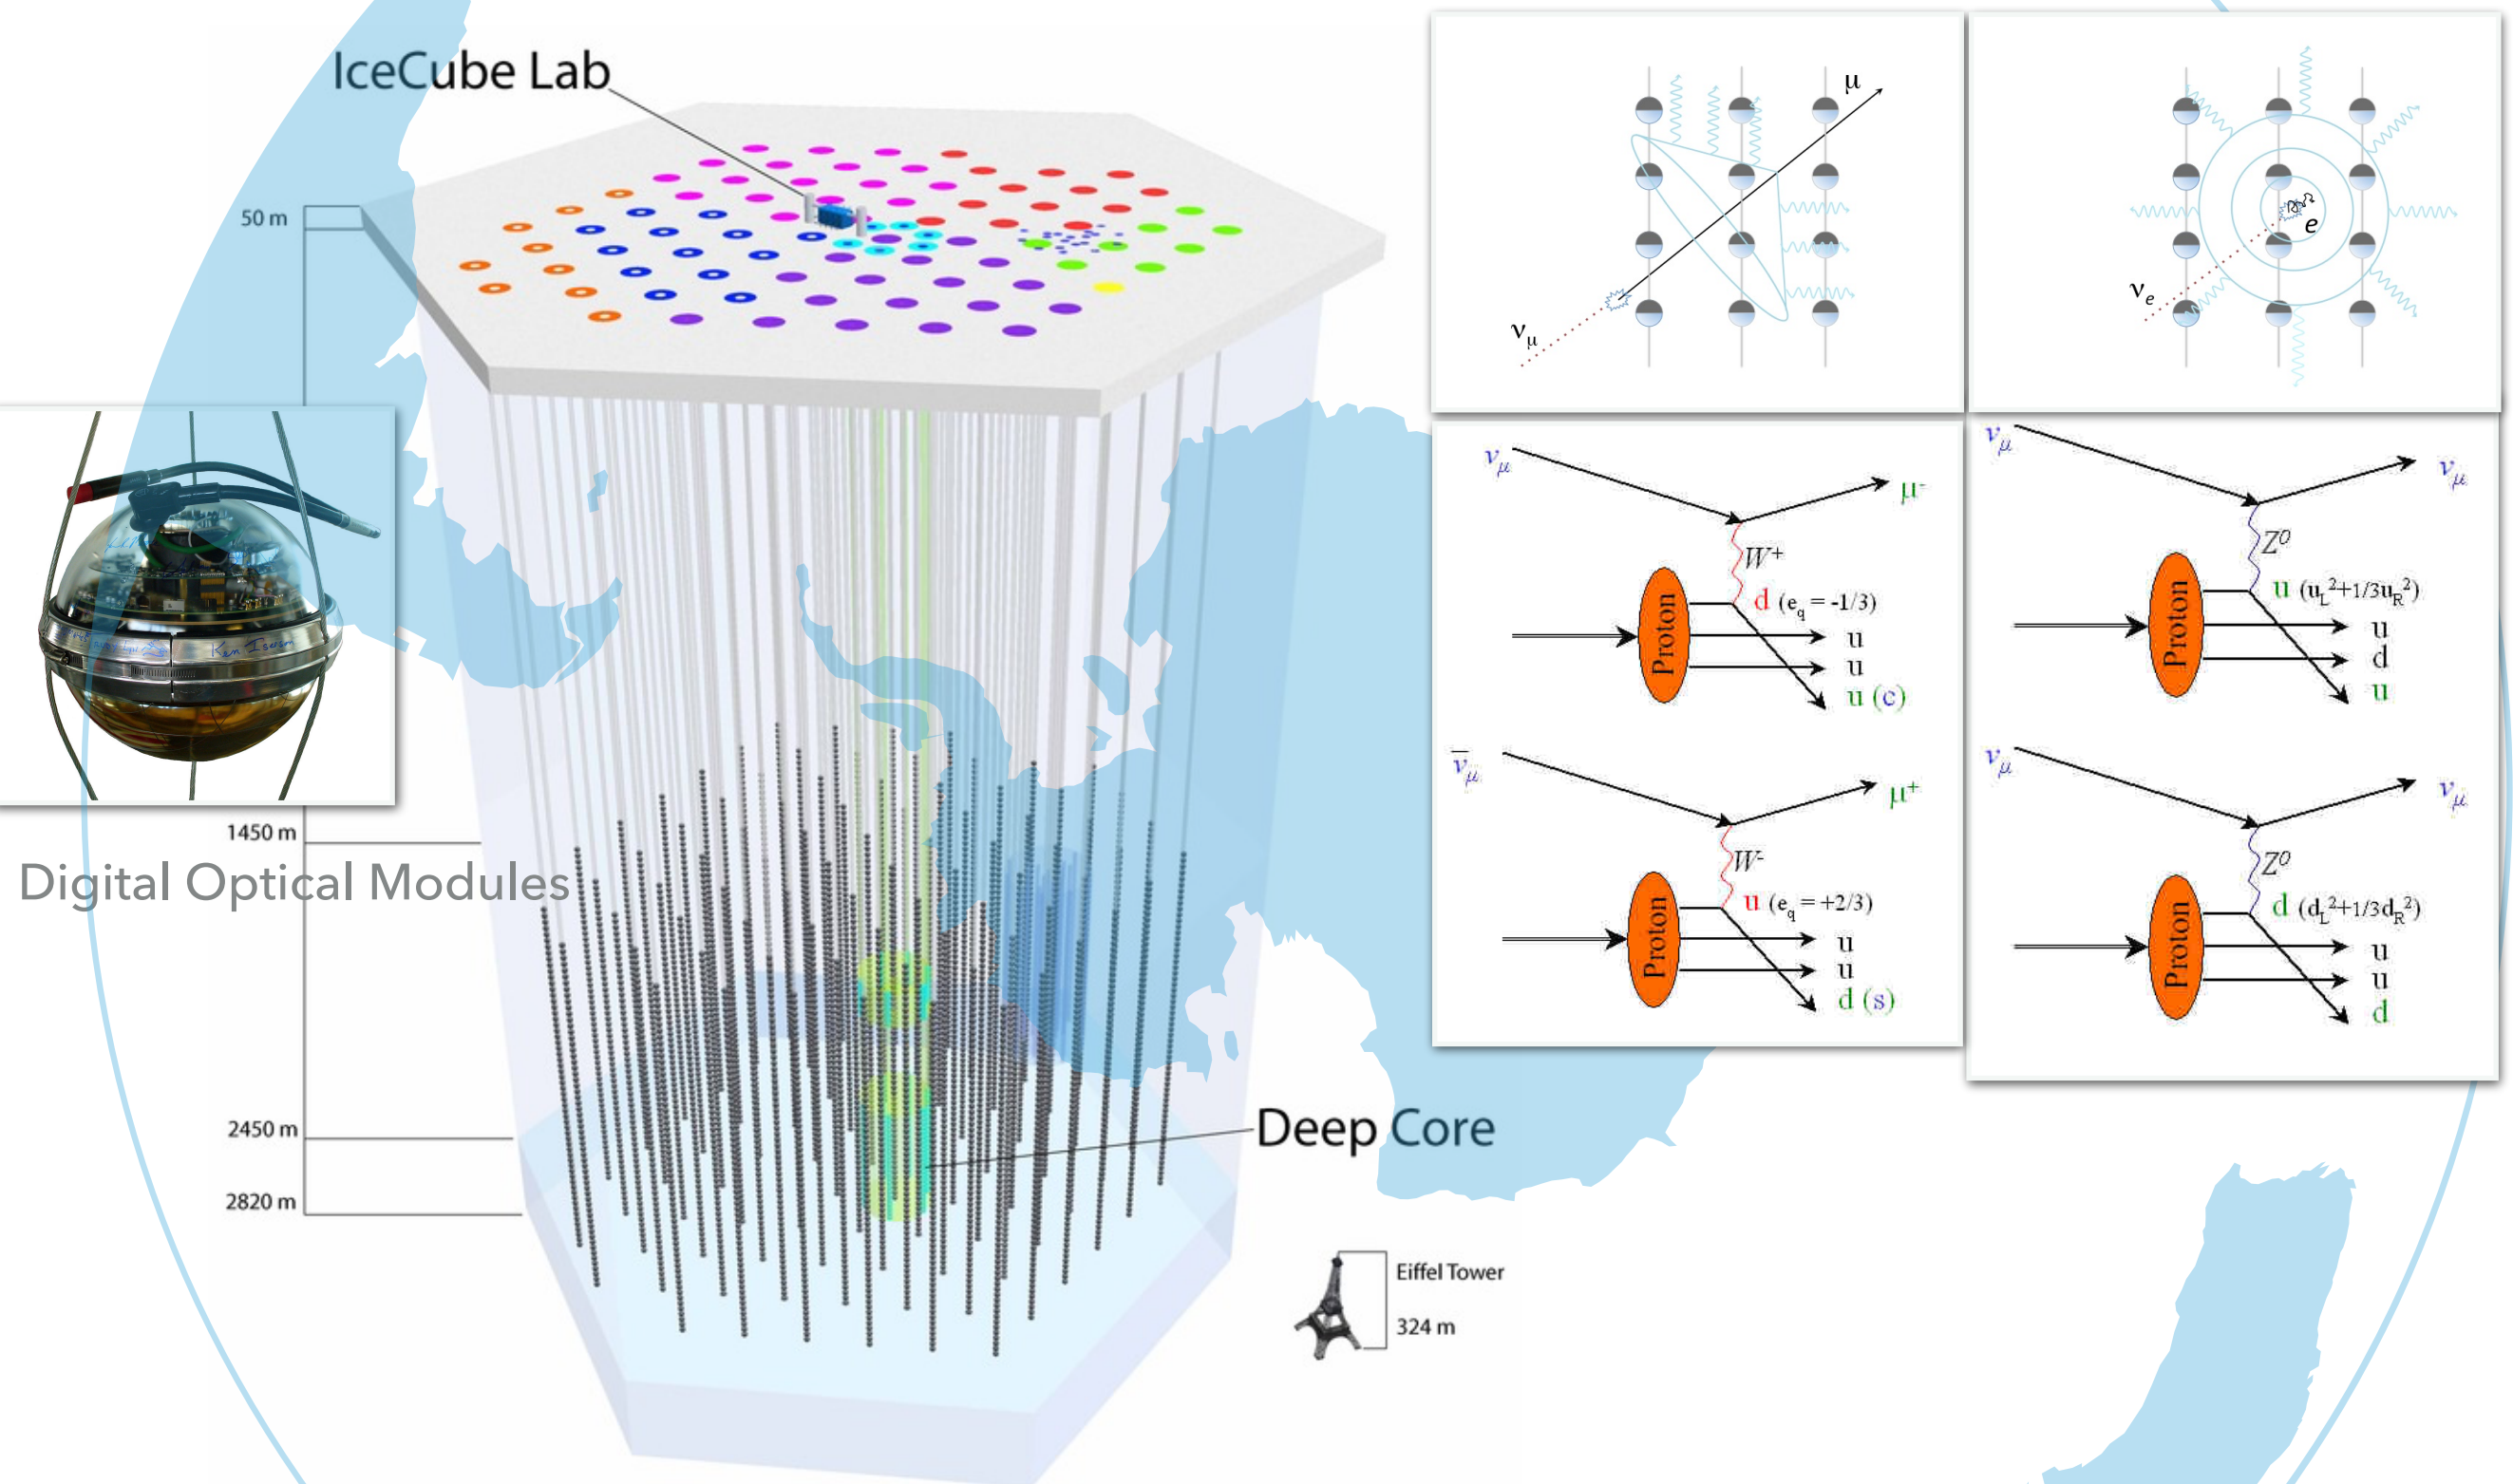 IceCube Lab
50 m
1450 m
Digital Optical Modules
2450 m
2820 m
Deep Core
Eiffel Tower
324 m
Ken
μ
ν_μ
e
ν_e
ν_μ
μ⁻
W⁺
Proton
d (e_q = -1/3)
u
u
u (c)
ν̄_μ
μ⁺
W⁻
Proton
u (e_q = +2/3)
u
u
d (s)
ν_μ
ν_μ
Z⁰
Proton
u (u_L²+1/3u_R²)
u
d
u
ν_μ
ν_μ
Z⁰
Proton
d (d_L²+1/3d_R²)
u
u
d